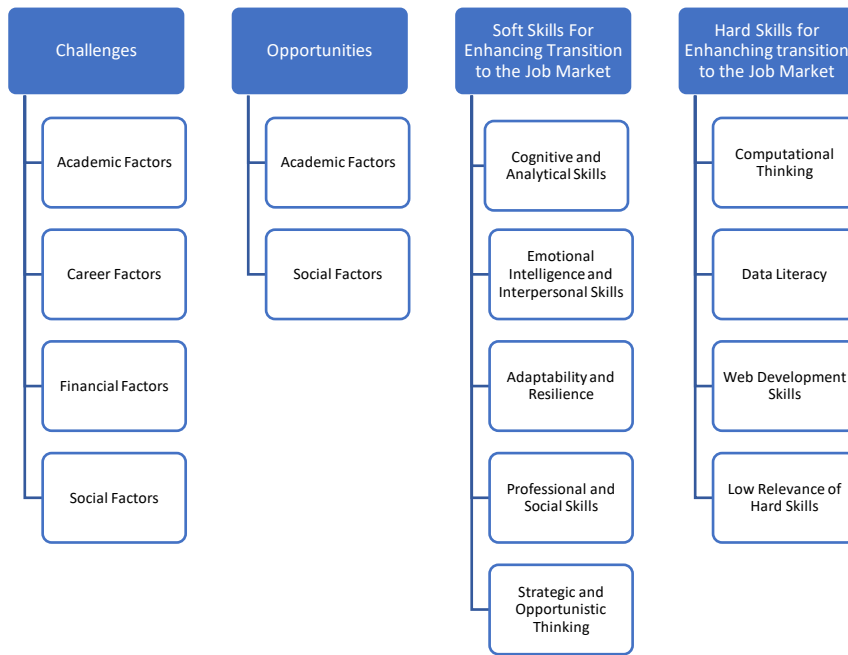 Challenges
Academic Factors
Career Factors
Financial Factors
Social Factors
Opportunities
Academic Factors
Social Factors
Soft Skills For
Enhancing Transition
to the Job Market
Cognitive and
Analytical Skills
Emotional
Intelligence and
Interpersonal Skills
Adaptability and
Resilience
Professional and
Social Skills
Strategic and
Opportunistic
Thinking
Hard Skills for
Enhanching transition
to the Job Market
Computational
Thinking
Data Literacy
Web Development
Skills
Low Relevance of
Hard Skills